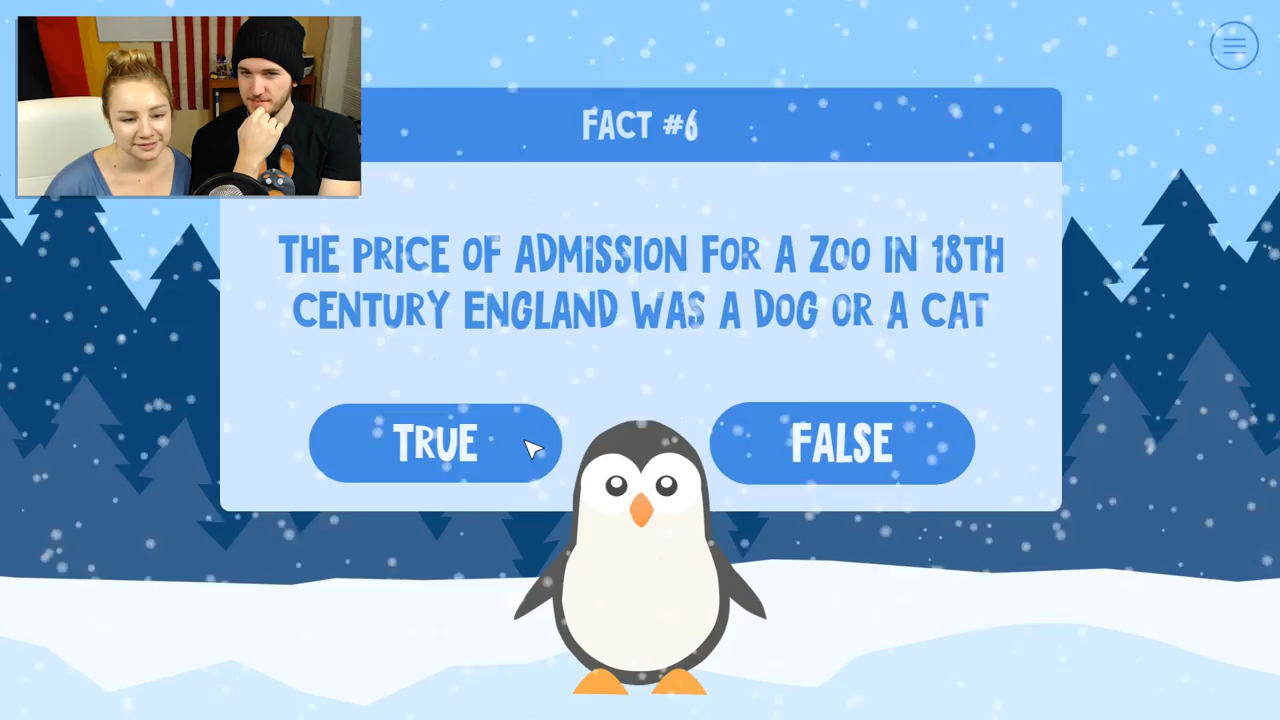 FACT #6
THE PRICE OF ADMISSION FOR A ZOO IN 18TH
CENTURY ENGLAND WAS A DOG OR A CAT
TRUE
FALSE